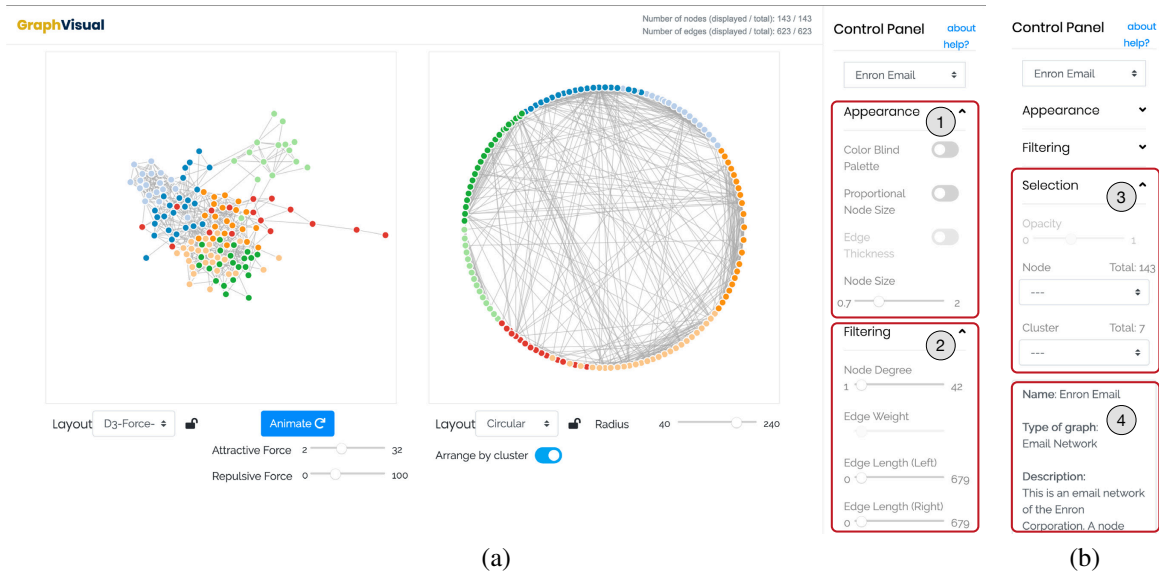 GraphVisual
Number of nodes (displayed / total): 143 / 143
Number of edges (displayed / total): 623 / 623
Layout D3-Force-
Animate
Attractive Force 2 32
Repulsive Force 0 100
Layout Circular Radius 40 240
Arrange by cluster
Control Panel about
help?
Enron Email
Appearance 1
Color Blind
Palette
Proportional
Node Size
Edge
Thickness
Node Size
0.7 2
Filtering 2
Node Degree
1 42
Edge Weight
Edge Length (Left)
0 679
Edge Length (Right)
0 679
(a)
Control Panel about
help?
Enron Email
Appearance
Filtering
Selection 3
Opacity
0 1
Node Total: 143
---
Cluster Total: 7
---
Name: Enron Email
4
Type of graph:
Email Network
Description:
This is an email network
of the Enron
Corporation. A node
(b)